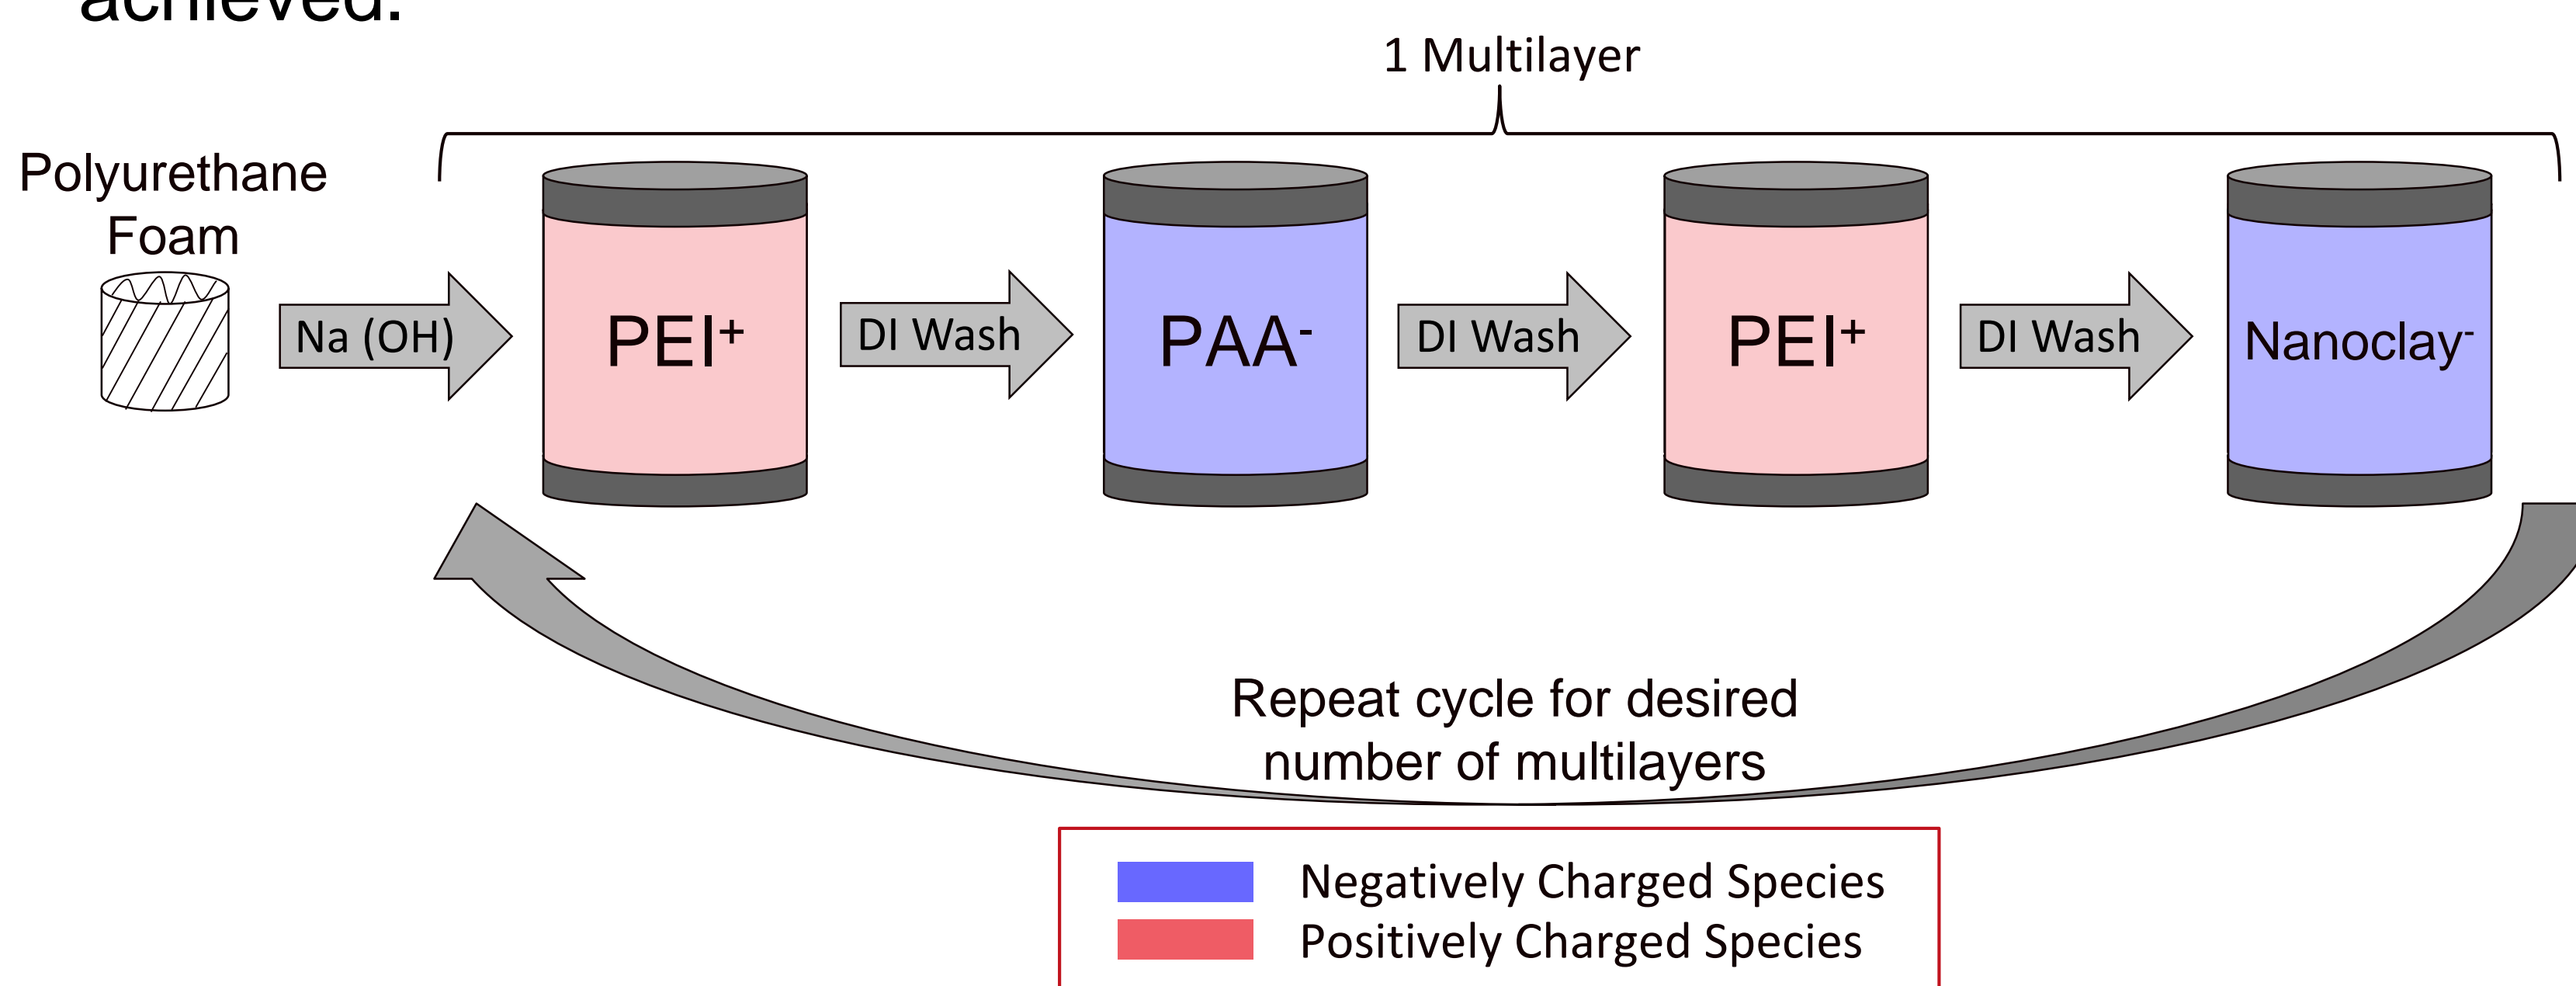 achieved.
1 Multilayer
Polyurethane
Foam
Na (OH)
PEI⁺
DI Wash
PAA⁻
DI Wash
PEI⁺
DI Wash
Nanoclay⁻
Repeat cycle for desired
number of multilayers
Negatively Charged Species
Positively Charged Species